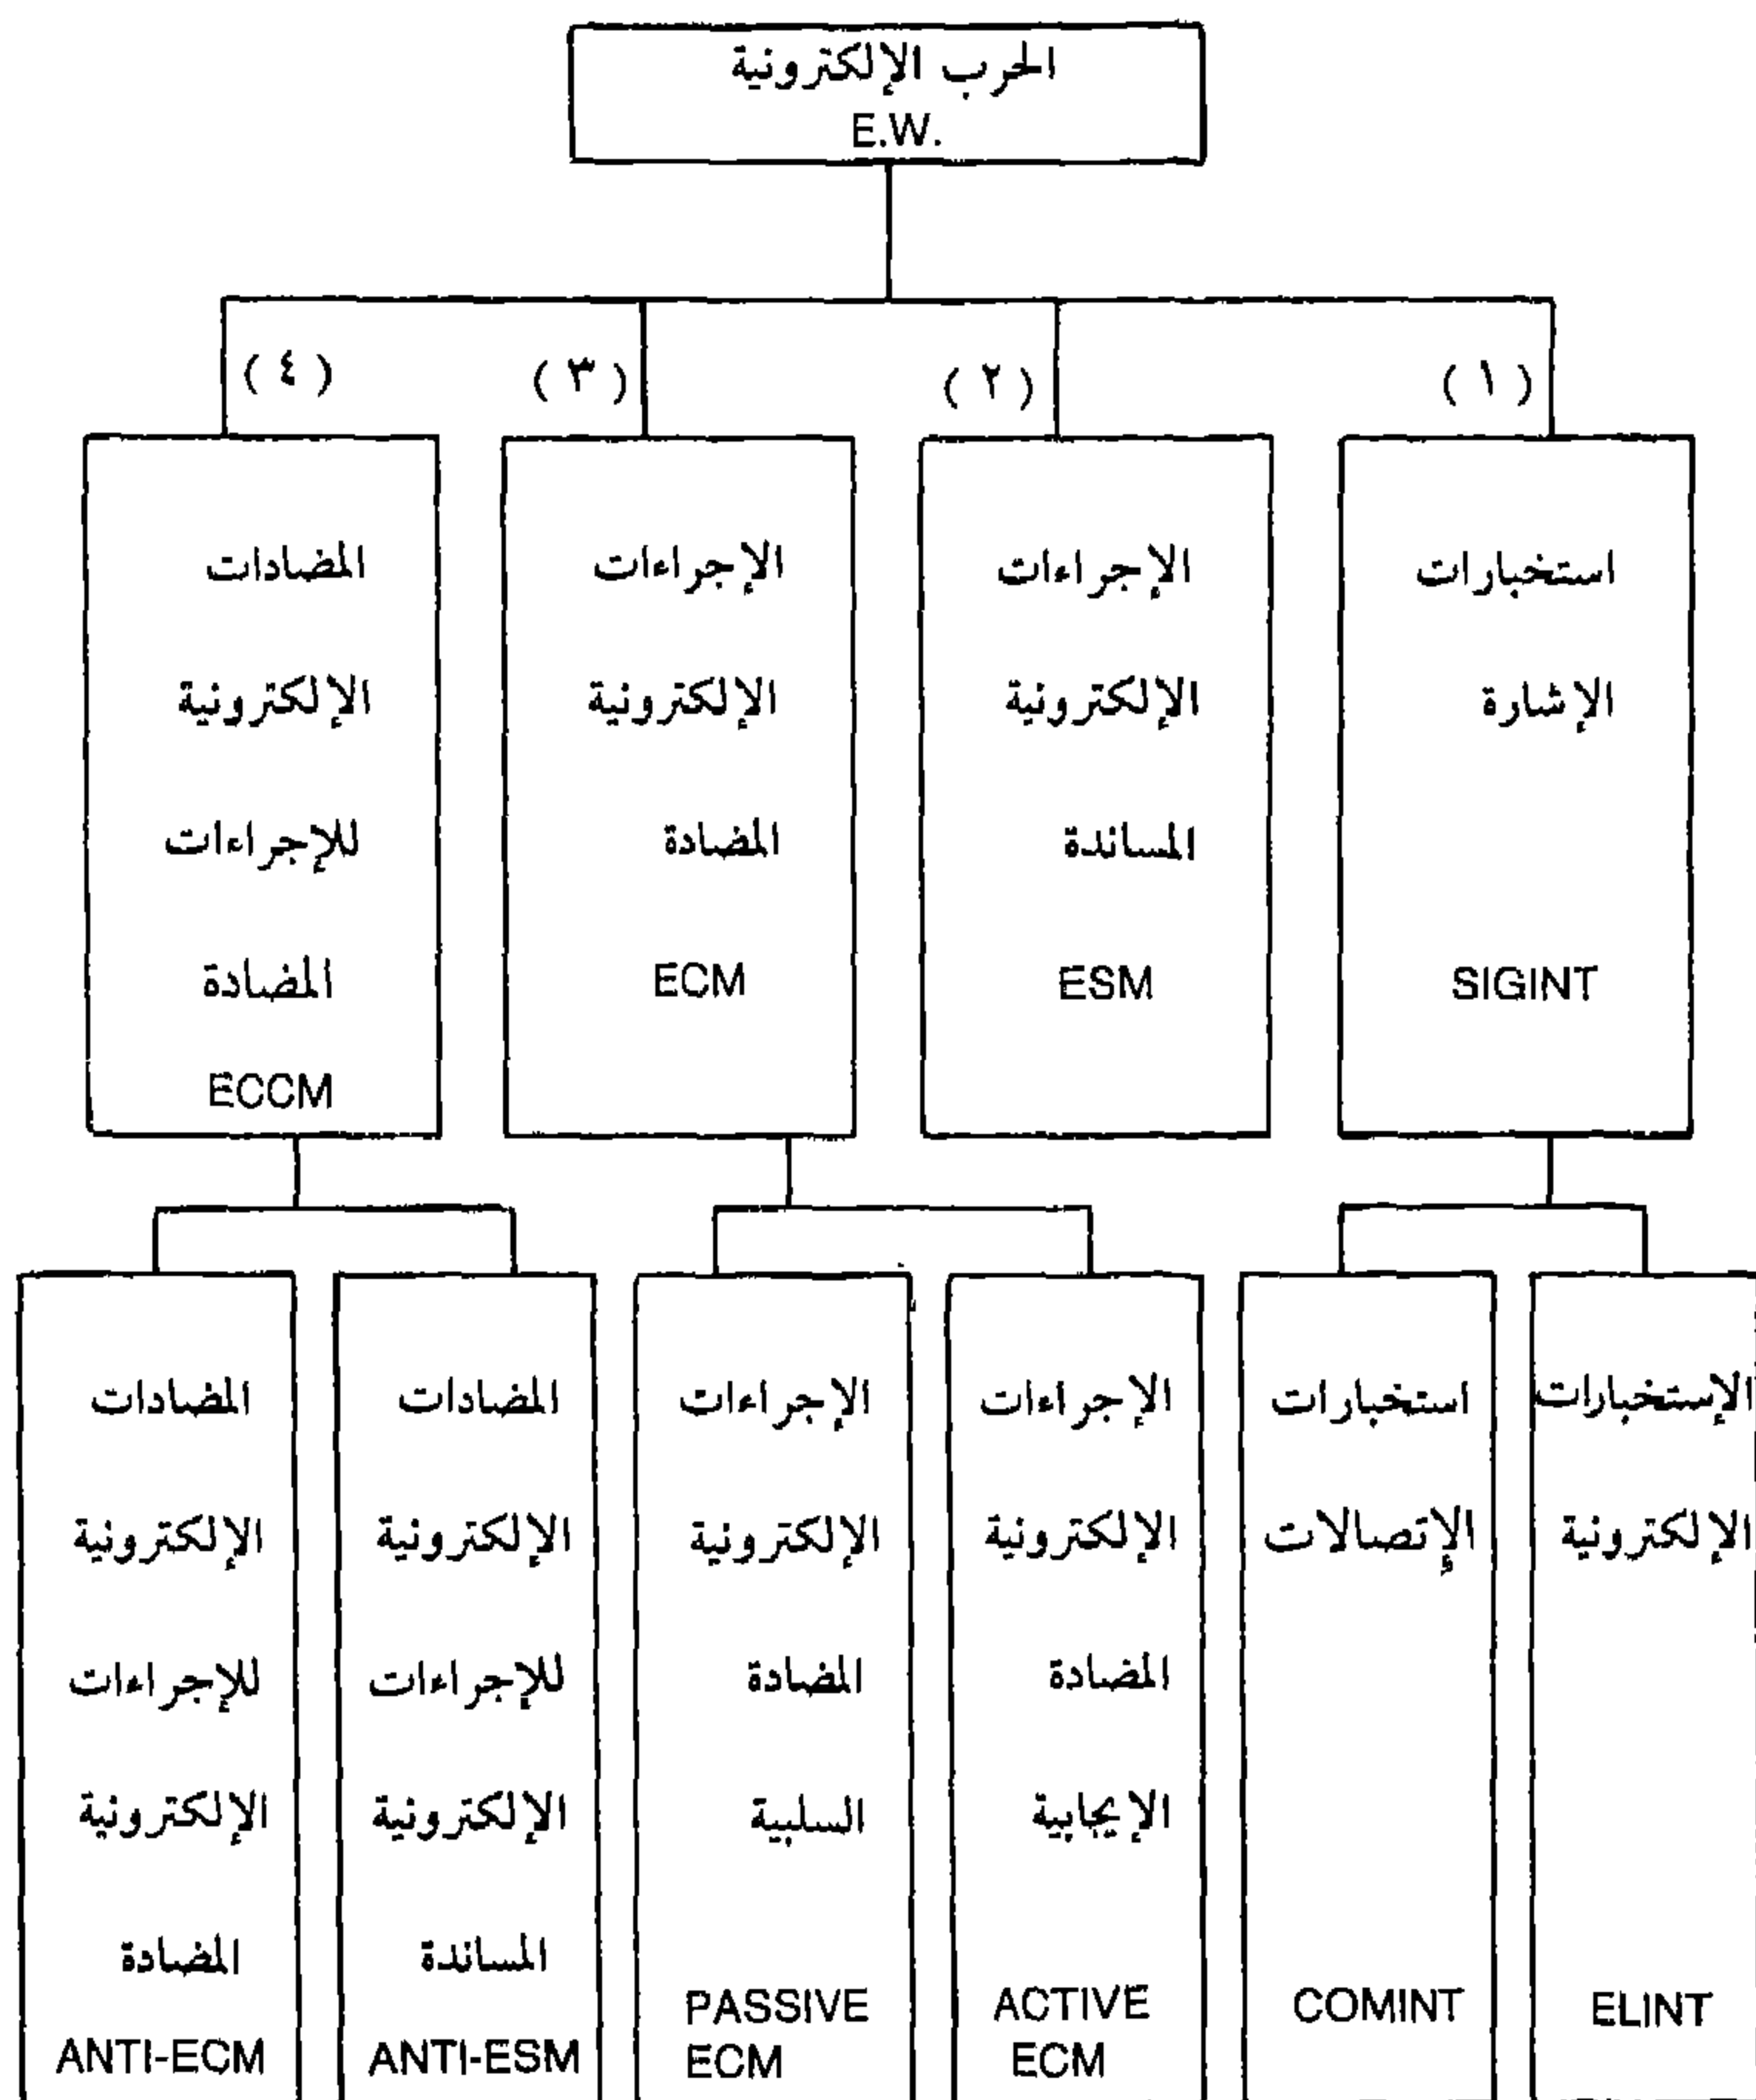 الحرب الإلكترونية
E.W.
( ١ )
( ٢ )
( ٣ )
( ٤ )
استخبارات
الإشارة
SIGINT
الإجراءات
الإلكترونية
المساندة
ESM
الإجراءات
الإلكترونية
المضادة
ECM
المضادات
الإلكترونية
للإجراءات
المضادة
ECCM
الإستخبارات
الإلكترونية
ELINT
استخبارات
الإتصالات
COMINT
الإجراءات
الإلكترونية
المضادة
الإيجابية
ACTIVE
ECM
الإجراءات
الإلكترونية
المضادة
السلبية
PASSIVE
ECM
المضادات
الإلكترونية
للإجراءات
الإلكترونية
المساندة
ANTI-ESM
المضادات
الإلكترونية
للإجراءات
الإلكترونية
المضادة
ANTI-ECM